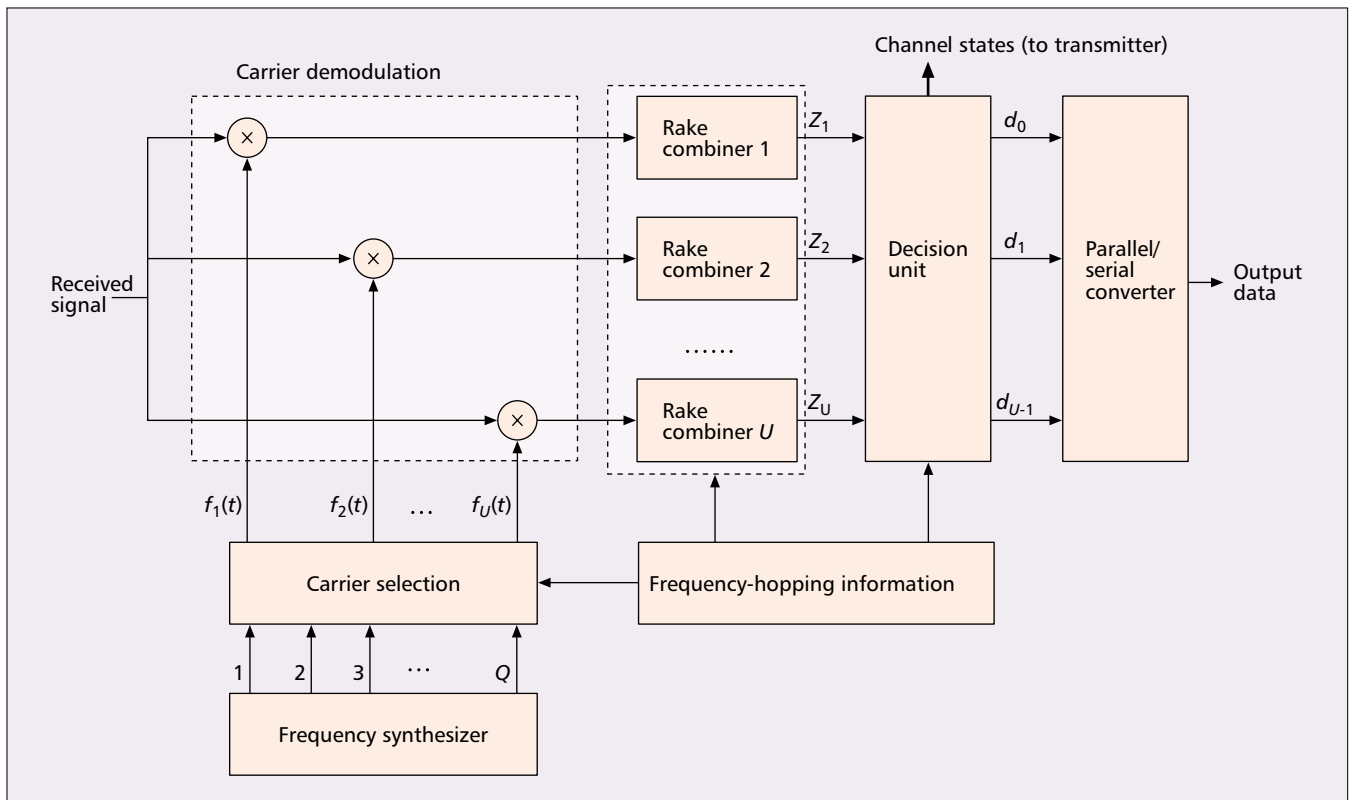 Channel states (to transmitter)
Carrier demodulation
×
Rake
combiner 1
Z1
d0
×
Rake
combiner 2
Z2
Decision
unit
d1
Parallel/
serial
converter
Received
signal
Output
data
......
×
Rake
combiner U
ZU
dU-1
f1(t)
f2(t)
...
fU(t)
Carrier selection
Frequency-hopping information
1
2
3
...
Q
Frequency synthesizer